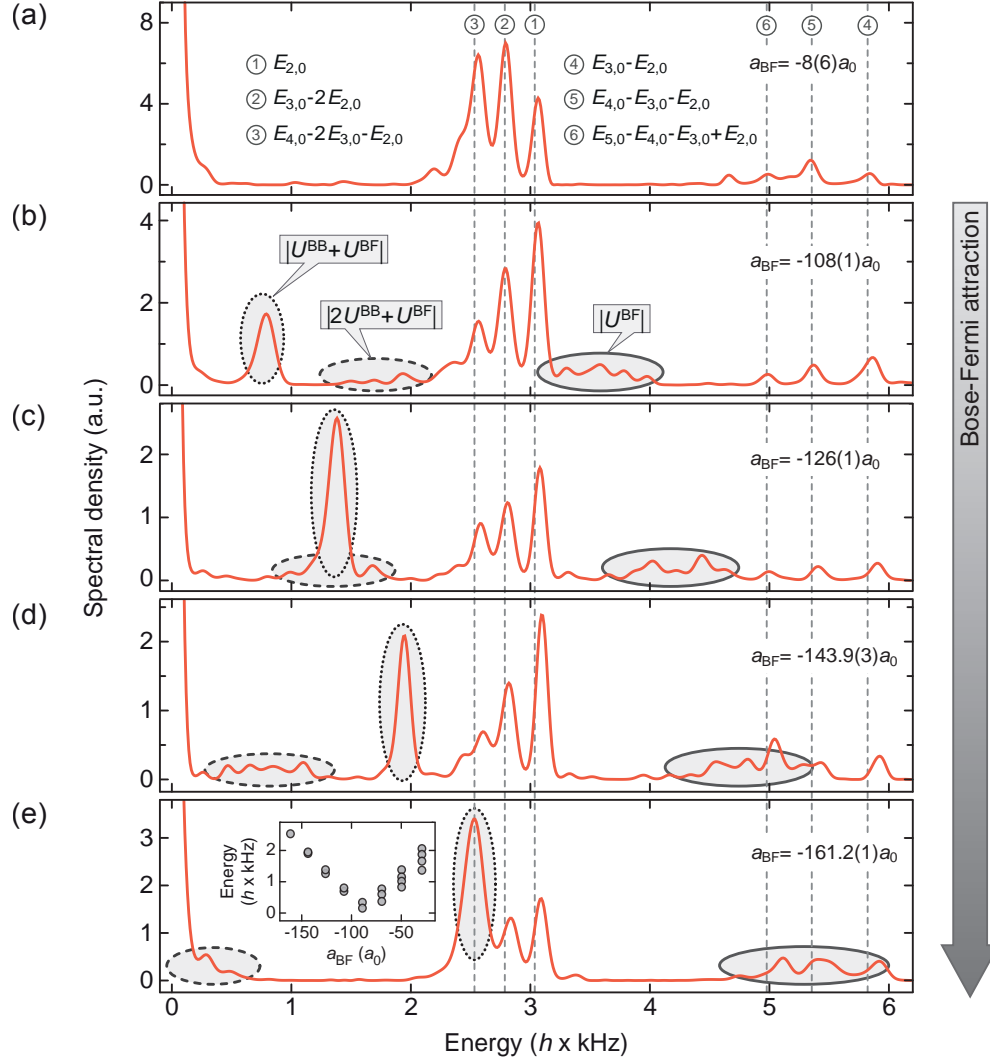 (a)
8
4
0
③ ② ① ⑥ ⑤ ④
① E2,0
② E3,0-2E2,0
③ E4,0-2E3,0-E2,0
④ E3,0-E2,0
⑤ E4,0-E3,0-E2,0
⑥ E5,0-E4,0-E3,0+E2,0
aBF= -8(6)a0
(b)
4
2
0
|UBB+UBF|
|2UBB+UBF|
|UBF|
aBF= -108(1)a0
(c)
2
1
0
aBF= -126(1)a0
(d)
2
1
0
aBF= -143.9(3)a0
(e)
3
2
1
0
Energy
(h x kHz)
2
1
0
-150 -100 -50
aBF (a0)
aBF= -161.2(1)a0
0 1 2 3 4 5 6
Energy (h x kHz)
Spectral density (a.u.)
Bose-Fermi attraction